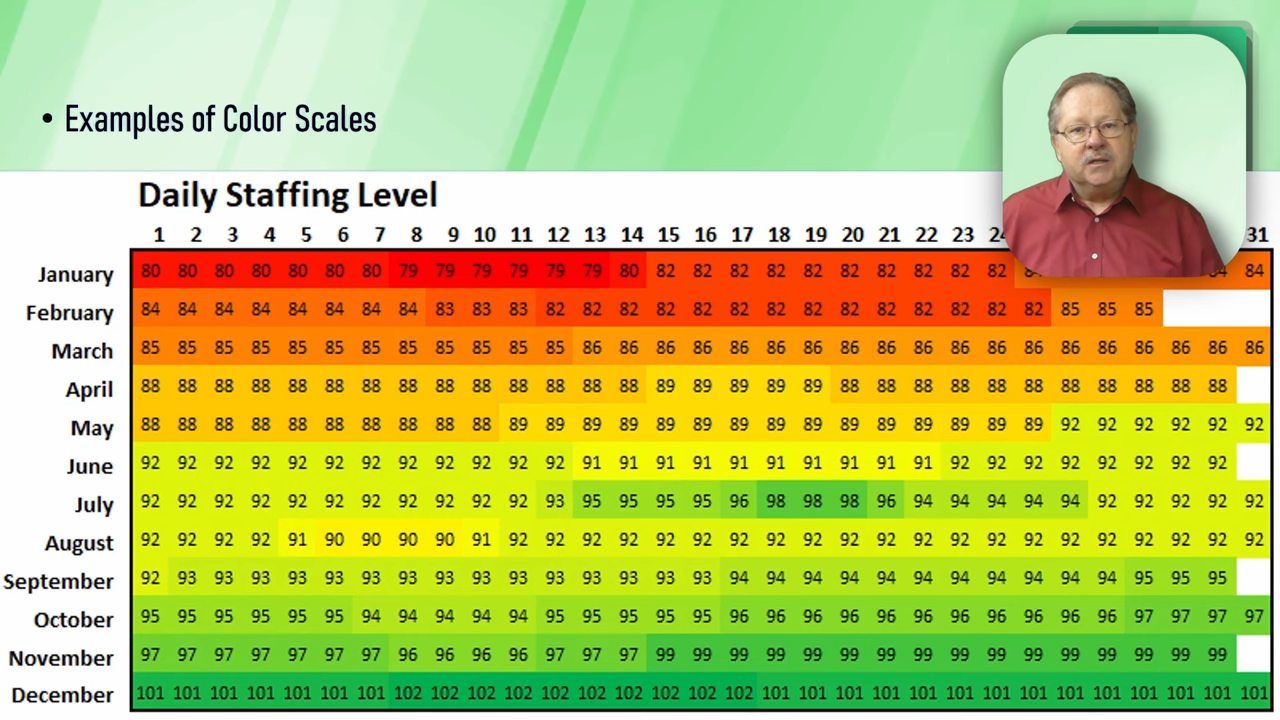 • Examples of Color Scales
Daily Staffing Level
1 2 3 4 5 6 7 8 9 10 11 12 13 14 15 16 17 18 19 20 21 22 23 31
January 80 80 80 80 80 80 80 79 79 79 79 79 79 80 82 82 82 82 82 82 82 82 82 82 84
February 84 84 84 84 84 84 84 84 83 83 83 82 82 82 82 82 82 82 82 82 82 82 82 82 82 85 85 85
March 85 85 85 85 85 85 85 85 85 85 85 85 86 86 86 86 86 86 86 86 86 86 86 86 86 86 86 86 86 86 86
April 88 88 88 88 88 88 88 88 88 88 88 88 88 88 89 89 89 89 89 88 88 88 88 88 88 88 88 88 88 88
May 88 88 88 88 88 88 88 88 88 88 89 89 89 89 89 89 89 89 89 89 89 89 89 89 89 92 92 92 92 92 92
June 92 92 92 92 92 92 92 92 92 92 92 92 91 91 91 91 91 91 91 91 91 91 92 92 92 92 92 92 92 92
July 92 92 92 92 92 92 92 92 92 92 92 93 95 95 95 95 96 98 98 98 96 94 94 94 94 94 92 92 92 92 92
August 92 92 92 92 91 90 90 90 90 91 92 92 92 92 92 92 92 92 92 92 92 92 92 92 92 92 92 92 92 92 92
September 92 93 93 93 93 93 93 93 93 93 93 93 93 93 93 93 94 94 94 94 94 94 94 94 94 94 94 95 95 95
October 95 95 95 95 95 95 94 94 94 94 94 95 95 95 95 95 96 96 96 96 96 96 96 96 96 96 96 97 97 97 97
November 97 97 97 97 97 97 97 96 96 96 96 97 97 97 99 99 99 99 99 99 99 99 99 99 99 99 99 99 99 99
December 101 101 101 101 101 101 101 102 102 102 102 102 102 102 102 102 102 101 101 101 101 101 101 101 101 101 101 101 101 101 101